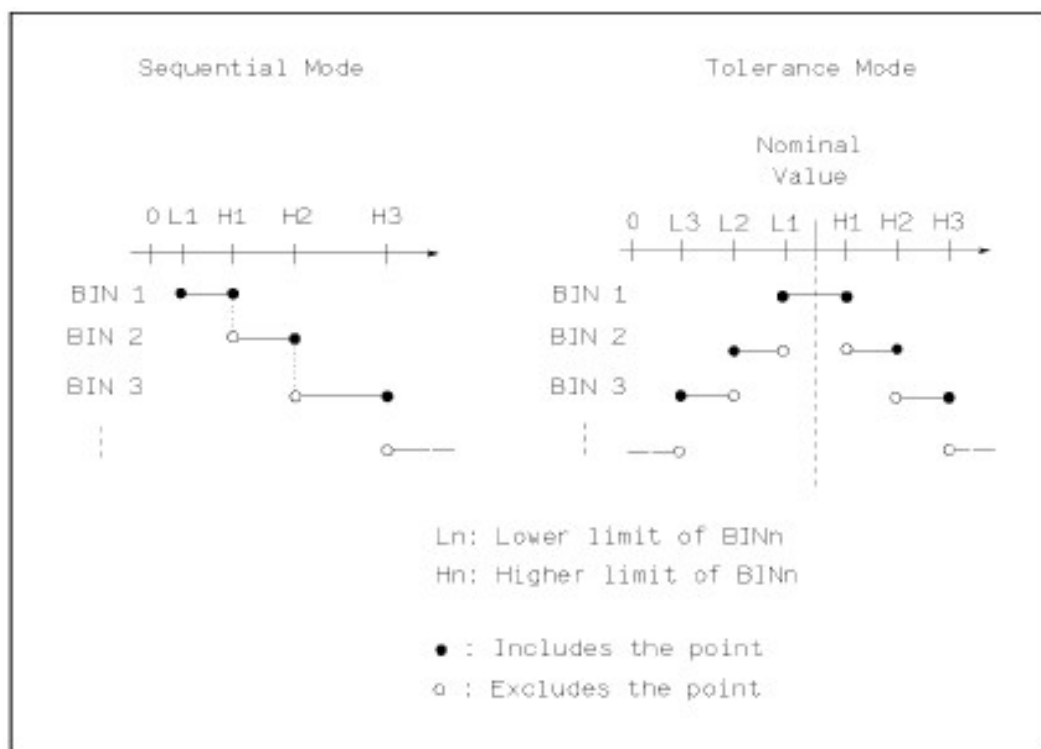 Sequential Mode
Tolerance Mode
Nominal
Value
0 L1 H1 H2 H3
0 L3 L2 L1 H1 H2 H3
BIN 1
BIN 2
BIN 3
BIN 1
BIN 2
BIN 3
Ln: Lower limit of BINn
Hn: Higher limit of BINn
● : Includes the point
○ : Excludes the point